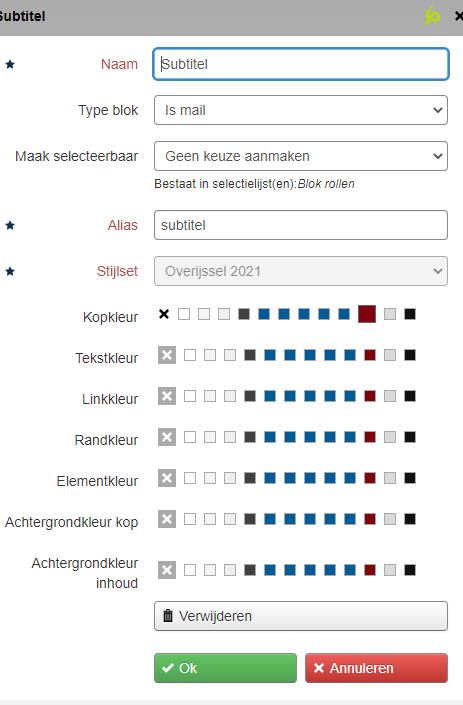 Subtitel
Naam Subtitel
Type blok Is mail
Maak selecteerbaar Geen keuze aanmaken
Bestaat in selectielijst(en):Blok rollen
Alias subtitel
Stijlset Overijssel 2021
Kopkleur
Tekstkleur
Linkkleur
Randkleur
Elementkleur
Achtergrondkleur kop
Achtergrondkleur
inhoud
Verwijderen
Ok Annuleren